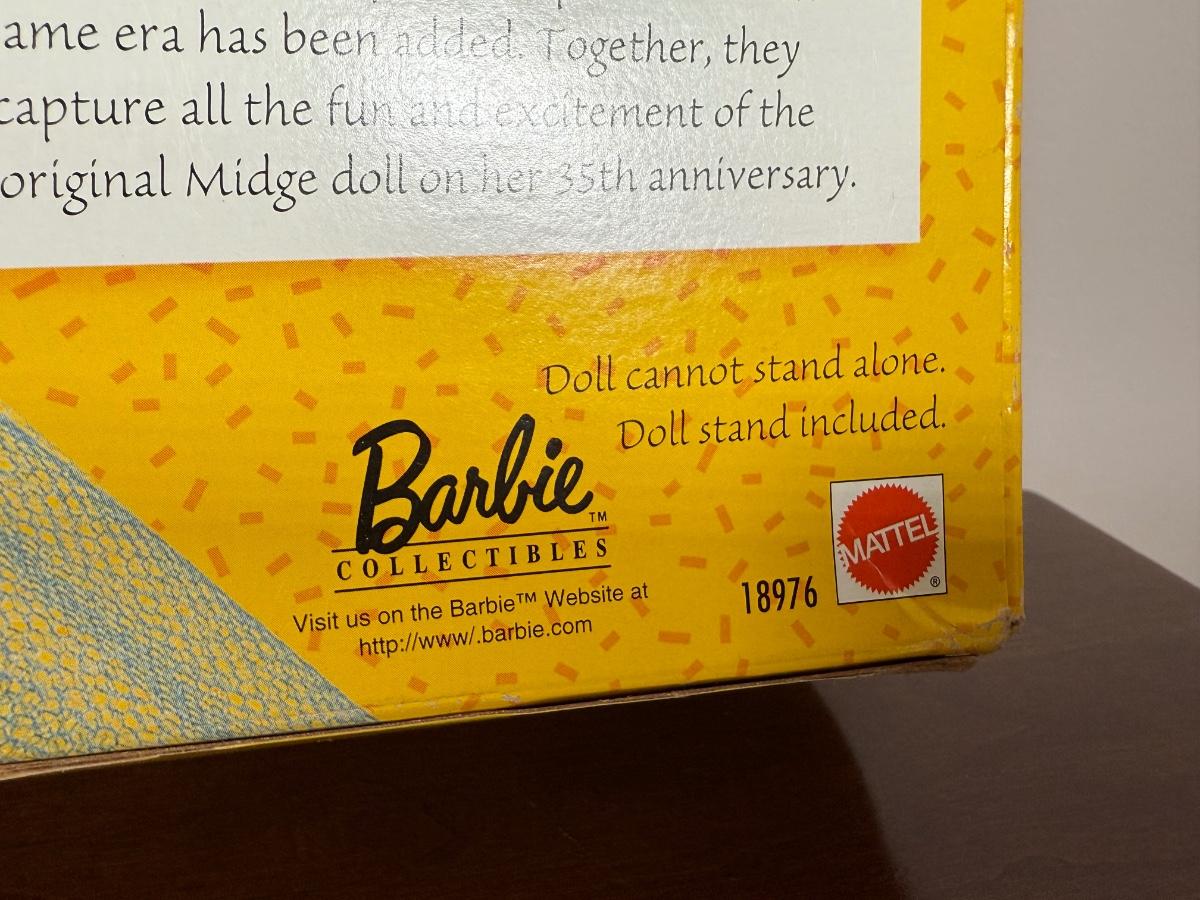 ame era has been added. Together, they
capture all the fun and excitement of the
original Midge doll on her 35th anniversary.
Doll cannot stand alone.
Doll stand included.
Barbie™
COLLECTIBLES
Visit us on the Barbie™ Website at
http://www/.barbie.com
18976
MATTEL®